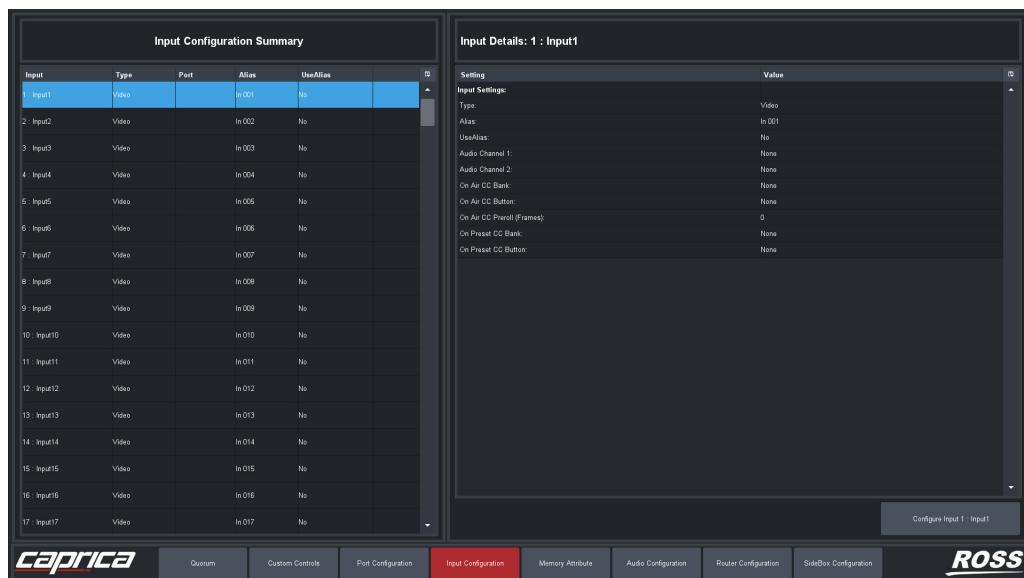 Input Configuration Summary
Input Type Port Alias UseAlias
1 : Input1 Video In 001 No
2 : Input2 Video In 002 No
3 : Input3 Video In 003 No
4 : Input4 Video In 004 No
5 : Input5 Video In 005 No
6 : Input6 Video In 006 No
7 : Input7 Video In 007 No
8 : Input8 Video In 008 No
9 : Input9 Video In 009 No
10 : Input10 Video In 010 No
11 : Input11 Video In 011 No
12 : Input12 Video In 012 No
13 : Input13 Video In 013 No
14 : Input14 Video In 014 No
15 : Input15 Video In 015 No
16 : Input16 Video In 016 No
17 : Input17 Video In 017 No
Input Details: 1 : Input1
Setting Value
Input Settings:
Type: Video
Alias: In 001
UseAlias: No
Audio Channel 1: None
Audio Channel 2: None
On Air CC Bank: None
On Air CC Button: None
On Air CC Preroll (Frames): 0
On Preset CC Bank: None
On Preset CC Button: None
Configure Input 1 : Input1
caprica Quorum Custom Controls Port Configuration Input Configuration Memory Attribute Audio Configuration Router Configuration SideBox Configuration ROSS